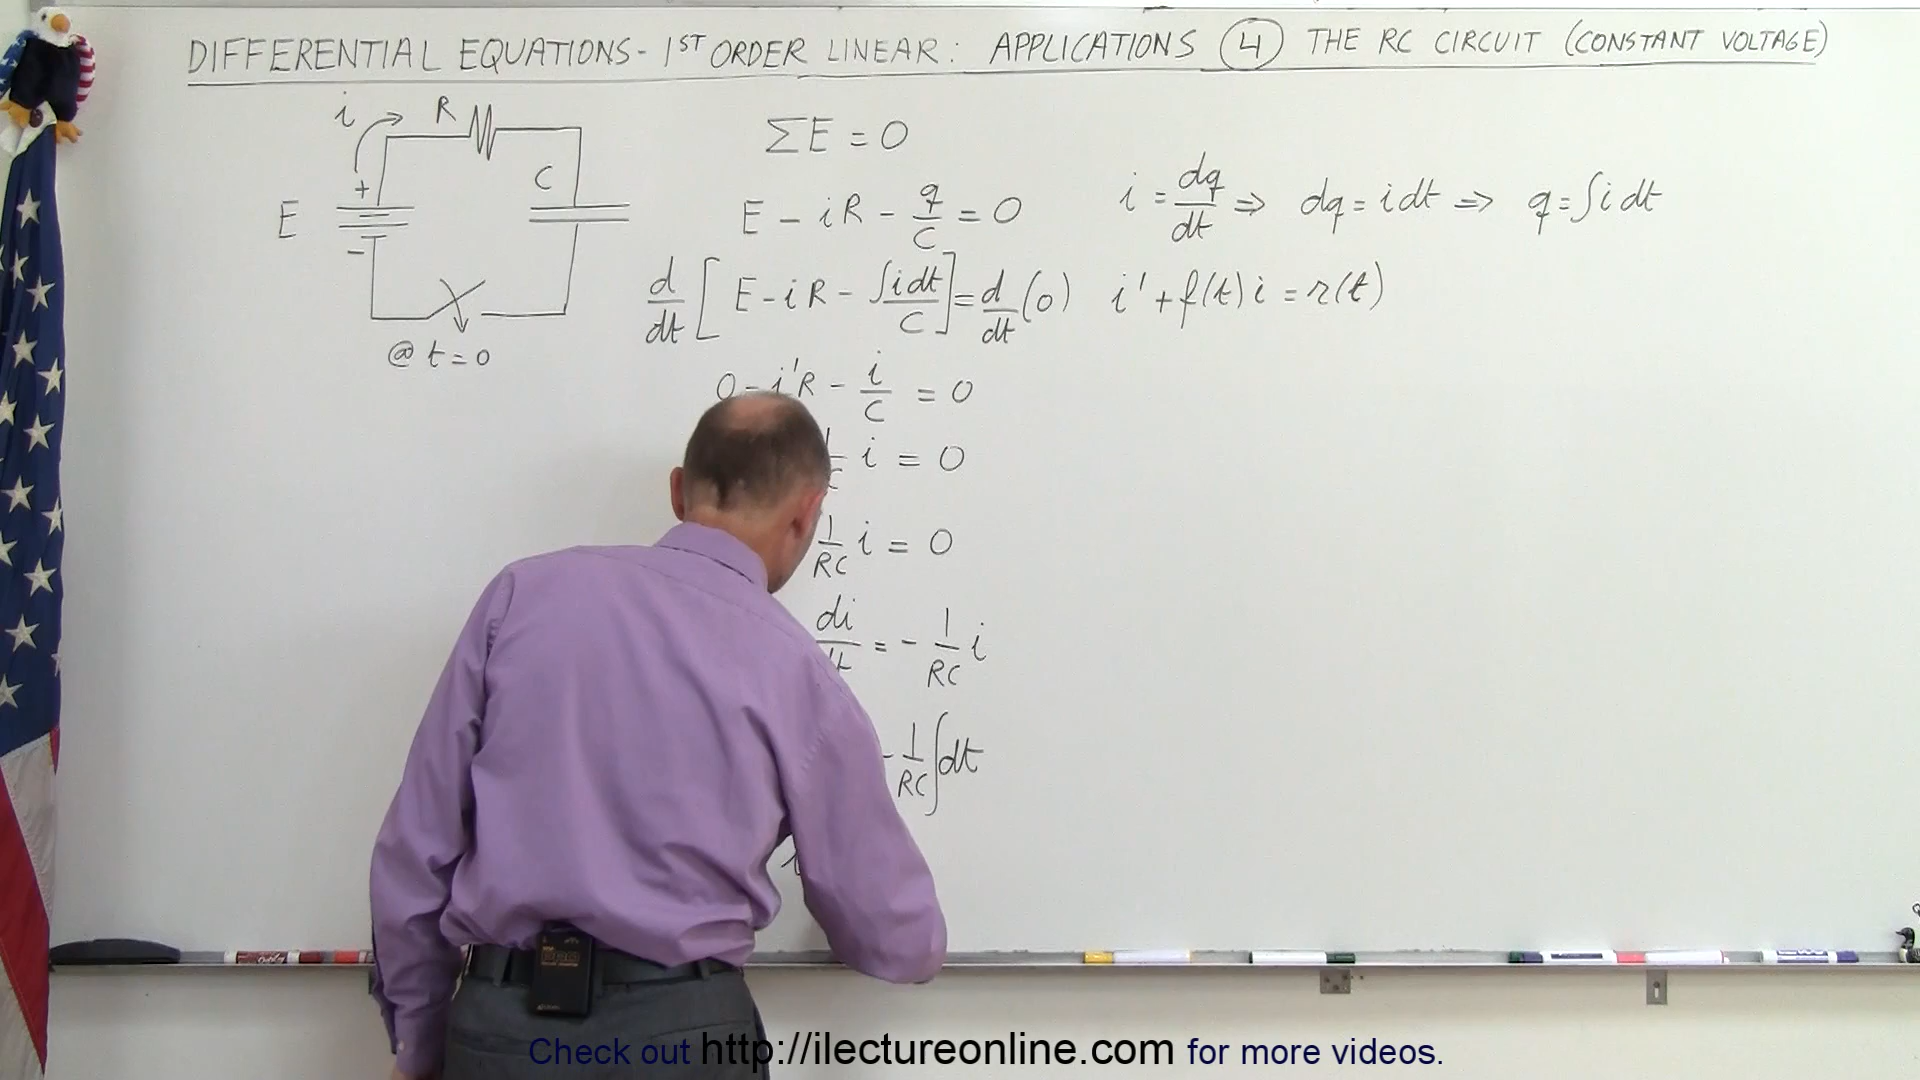 DIFFERENTIAL EQUATIONS - 1ST ORDER LINEAR: APPLICATIONS 4 THE RC CIRCUIT (CONSTANT VOLTAGE)
i R
C
+
E
-
@ t = 0
ΣE = 0
E - iR - q/C = 0
i = dq/dt ⇒ dq = i dt ⇒ q = ∫i dt
d/dt [E - iR - ∫i dt/C] = d/dt (0)
i' + f(t) i = r(t)
0 - i'R - i/C = 0
i = 0
1/RC i = 0
di/dt = - 1/RC i
- 1/RC ∫dt
Check out http://ilectureonline.com for more videos.